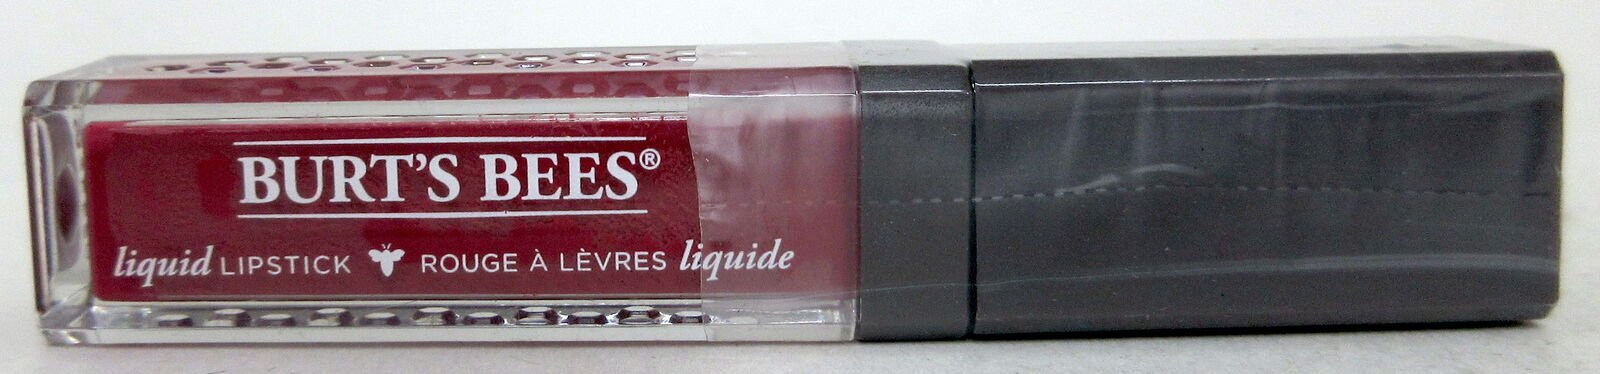 BURT'S BEES®
liquid LIPSTICK ROUGE À LÈVRES liquide